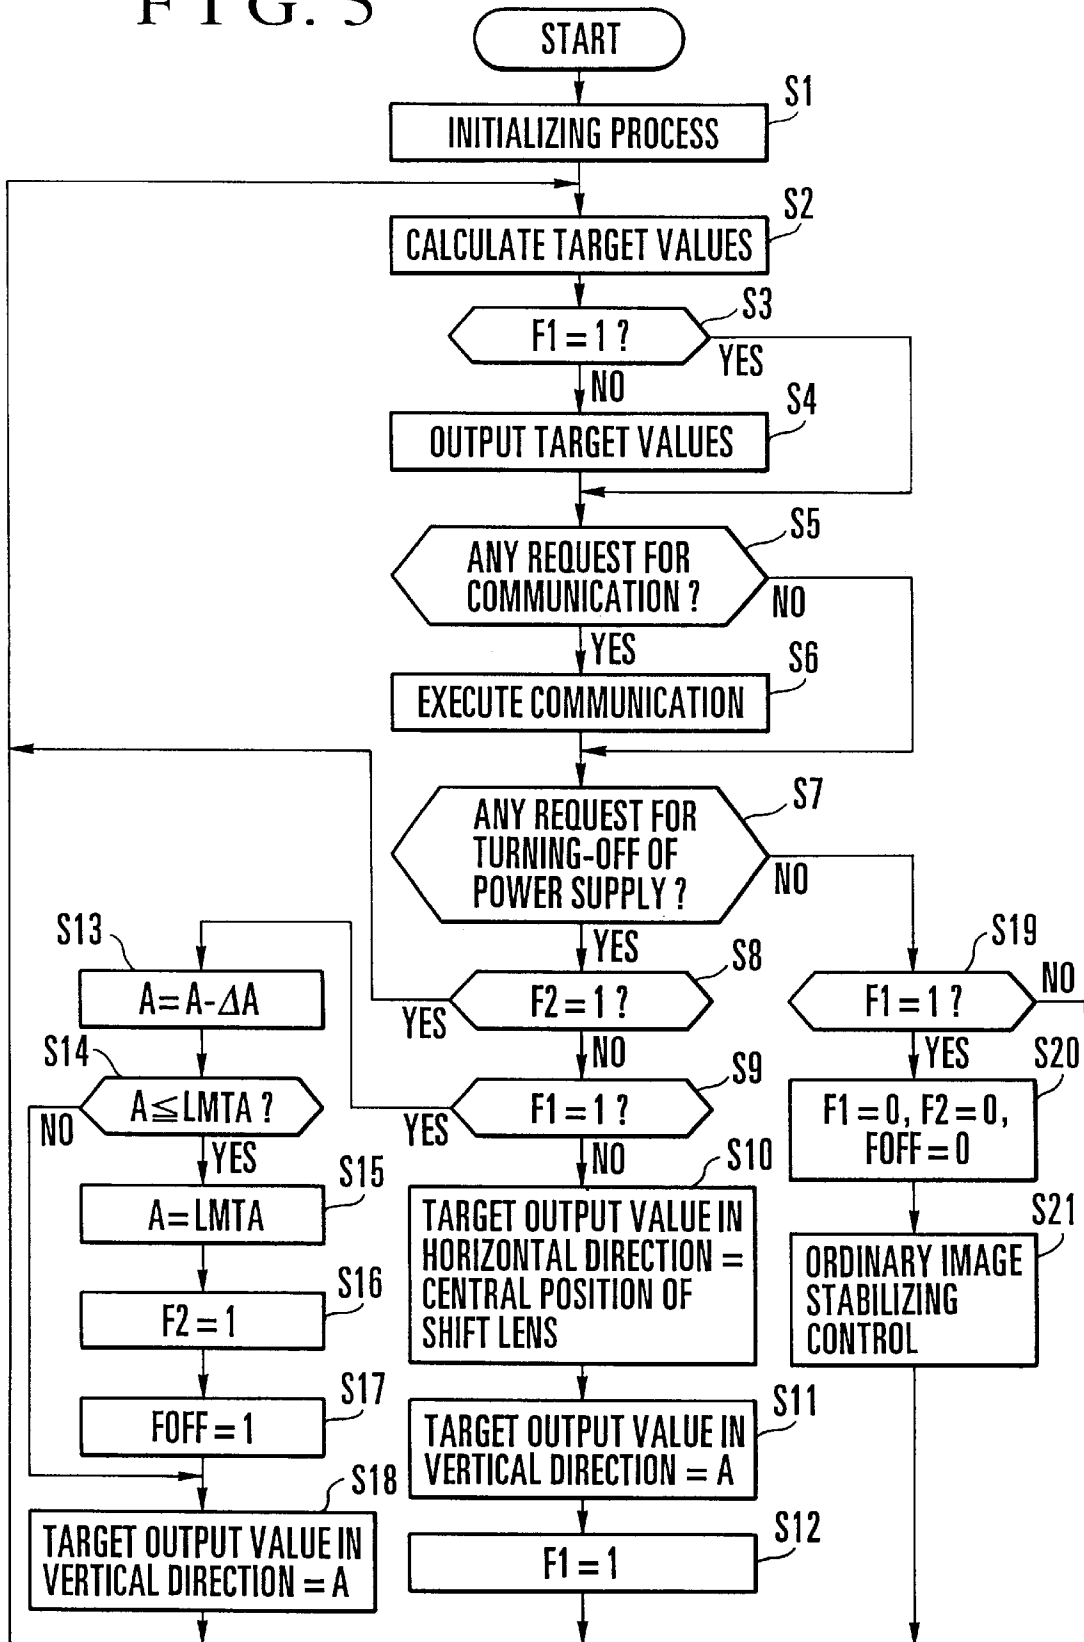 FIG. 5
START
S1
INITIALIZING PROCESS
S2
CALCULATE TARGET VALUES
S3
F1 = 1 ?
YES
NO
S4
OUTPUT TARGET VALUES
S5
ANY REQUEST FOR
COMMUNICATION ?
NO
YES
S6
EXECUTE COMMUNICATION
S7
ANY REQUEST FOR
TURNING-OFF OF
POWER SUPPLY ?
NO
YES
S8
F2 = 1 ?
YES
NO
S9
F1 = 1 ?
YES
NO
S10
TARGET OUTPUT VALUE IN
HORIZONTAL DIRECTION =
CENTRAL POSITION OF
SHIFT LENS
S11
TARGET OUTPUT VALUE IN
VERTICAL DIRECTION = A
S12
F1 = 1
S13
A = A - ΔA
S14
A ≦ LMTA ?
NO
YES
S15
A = LMTA
S16
F2 = 1
S17
FOFF = 1
S18
TARGET OUTPUT VALUE IN
VERTICAL DIRECTION = A
S19
F1 = 1 ?
NO
YES
S20
F1 = 0, F2 = 0,
FOFF = 0
S21
ORDINARY IMAGE
STABILIZING
CONTROL